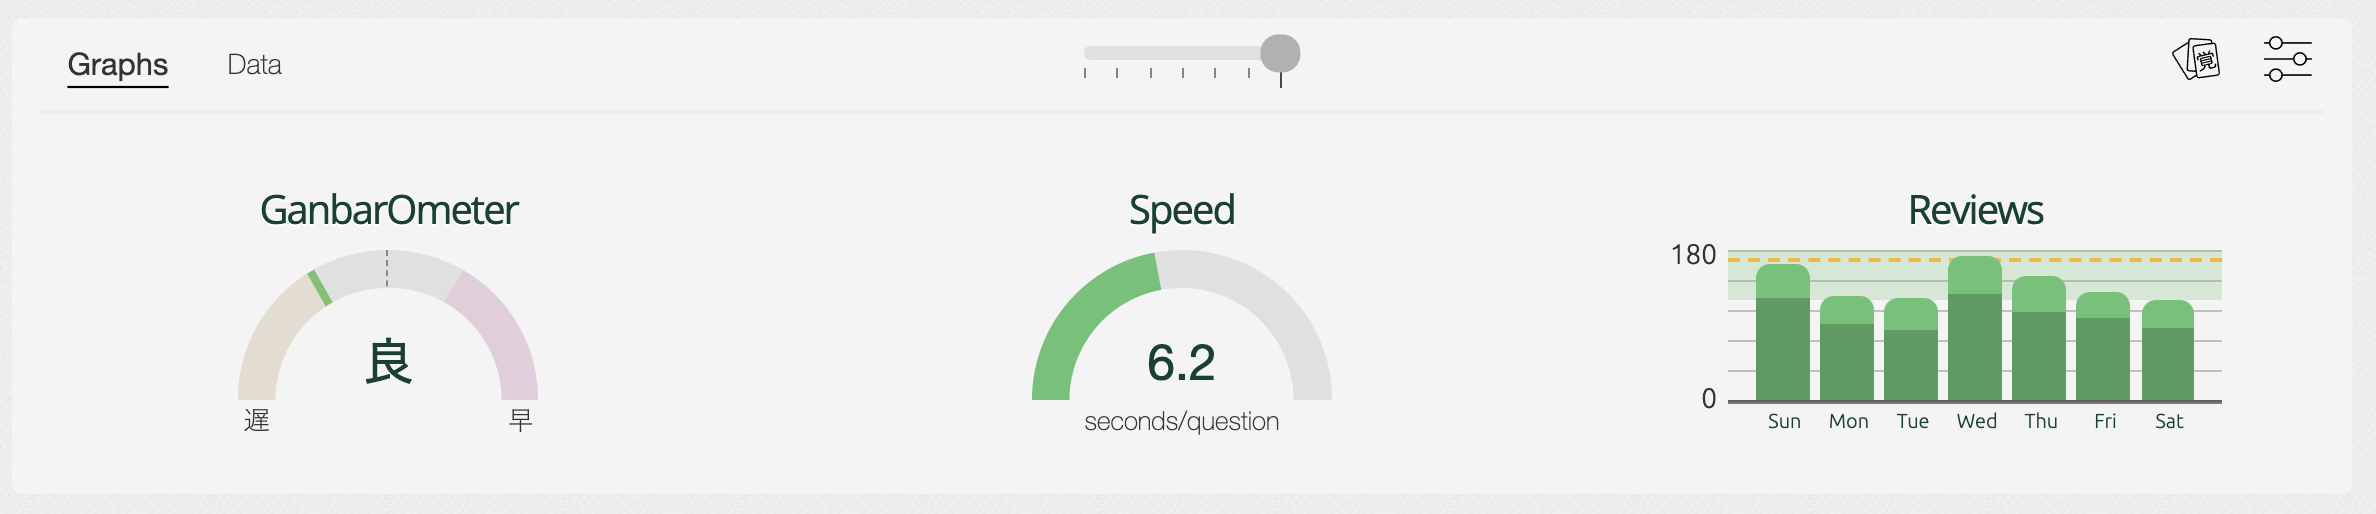 Graphs Data
覚
GanbarOmeter
良
遅 早
Speed
6.2
seconds/question
Reviews
180
0
Sun Mon Tue Wed Thu Fri Sat